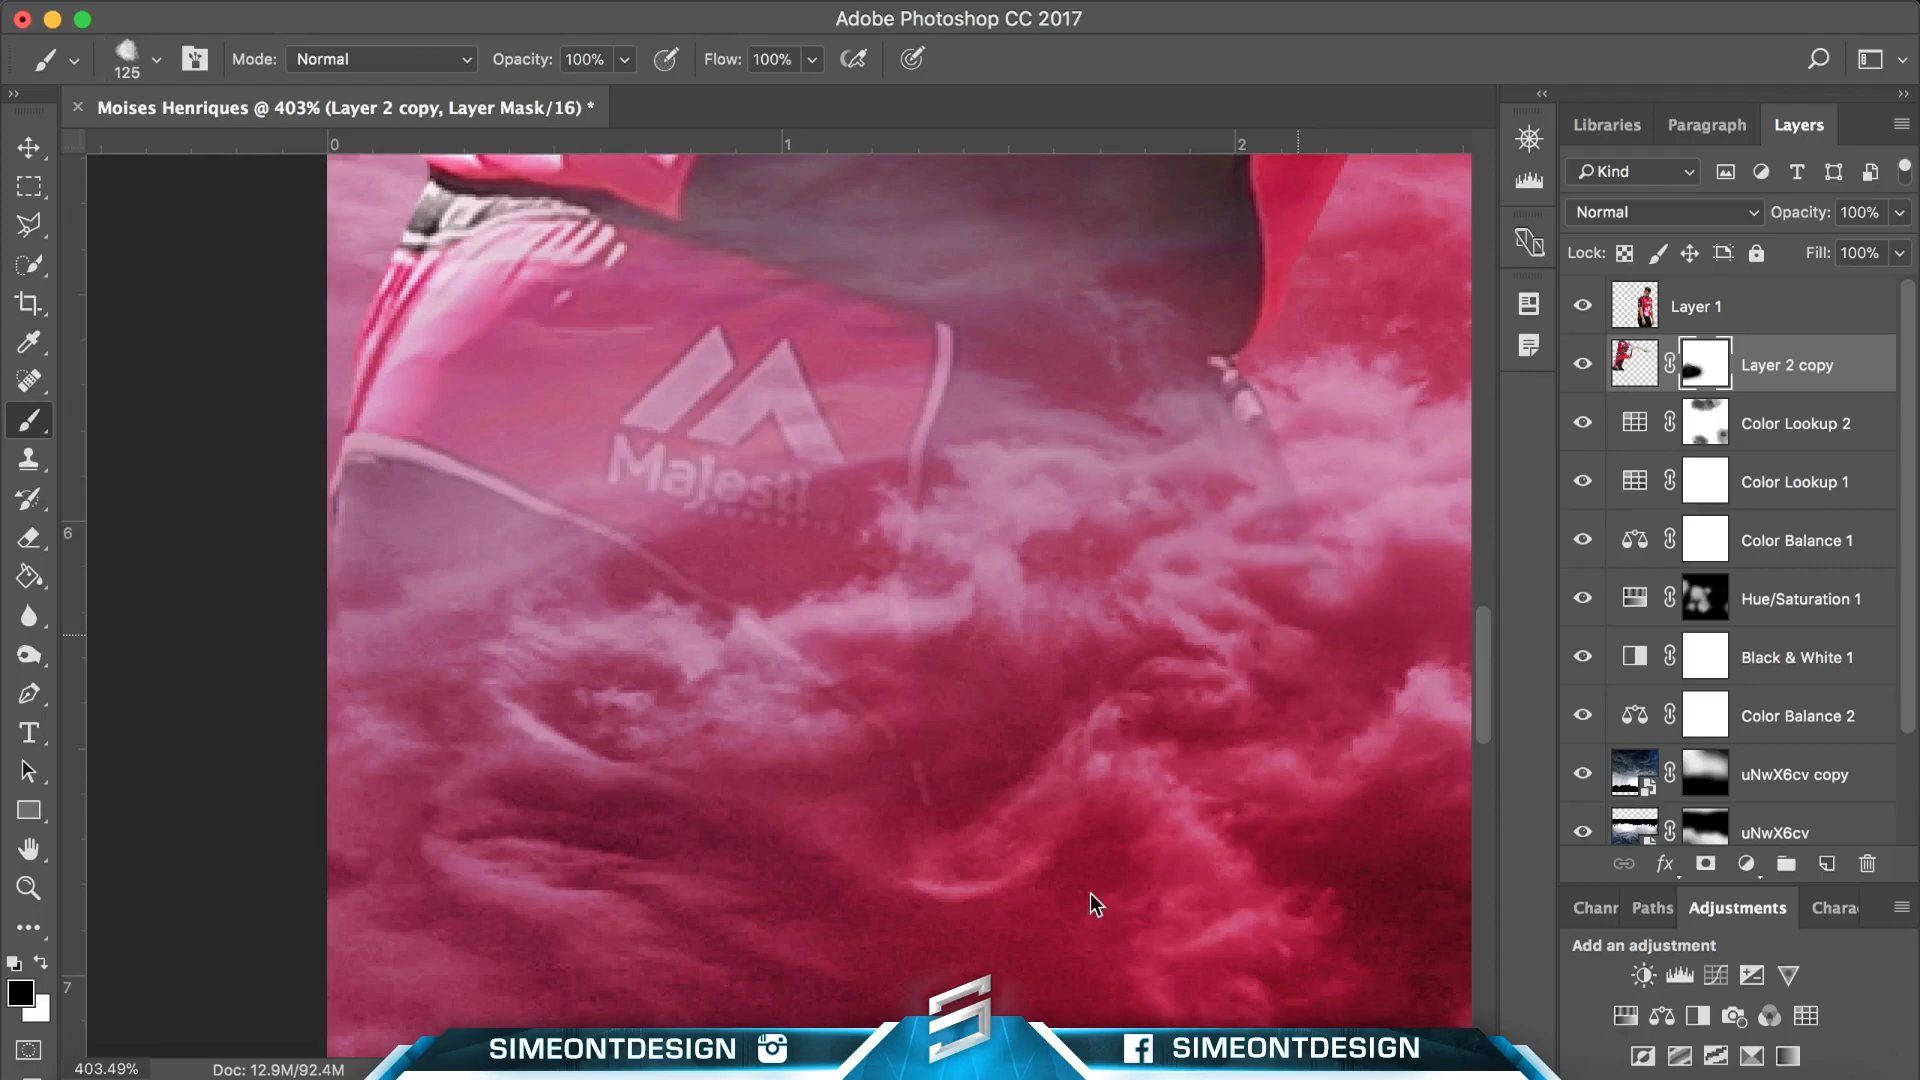 Adobe Photoshop CC 2017
125
Mode: Normal Opacity: 100% Flow: 100%
Moises Henriques @ 403% (Layer 2 copy, Layer Mask/16) *
0 1 2
6
7
Majesti
Libraries Paragraph Layers
Kind
Normal Opacity: 100%
Lock: Fill: 100%
Layer 1
Layer 2 copy
Color Lookup 2
Color Lookup 1
Color Balance 1
Hue/Saturation 1
Black & White 1
Color Balance 2
uNwX6cv copy
uNwX6cv
fx
Chanr Paths Adjustments Chara
Add an adjustment
SIMEONTDESIGN SIMEONTDESIGN
403.49% Doc: 12.9M/92.4M